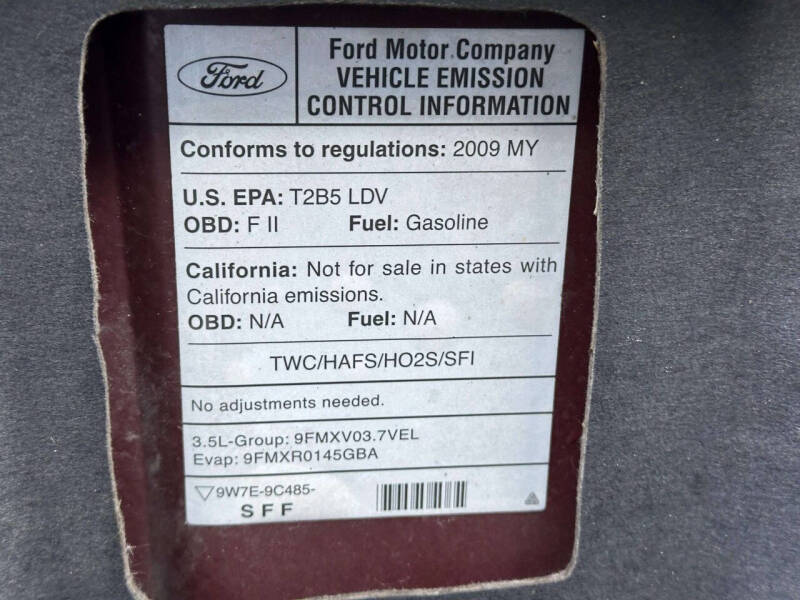 Ford
Ford Motor Company
VEHICLE EMISSION
CONTROL INFORMATION
Conforms to regulations: 2009 MY
U.S. EPA: T2B5 LDV
OBD: F II Fuel: Gasoline
California: Not for sale in states with
California emissions.
OBD: N/A Fuel: N/A
TWC/HAFS/HO2S/SFI
No adjustments needed.
3.5L-Group: 9FMXV03.7VEL
Evap: 9FMXR0145GBA
9W7E-9C485-
SFF